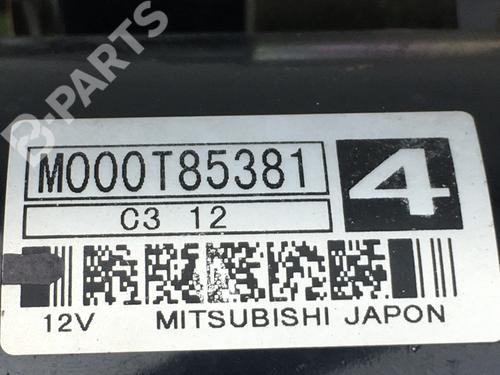 B-PARTS
M000T85381
4
C3 12
12V MITSUBISHI JAPON